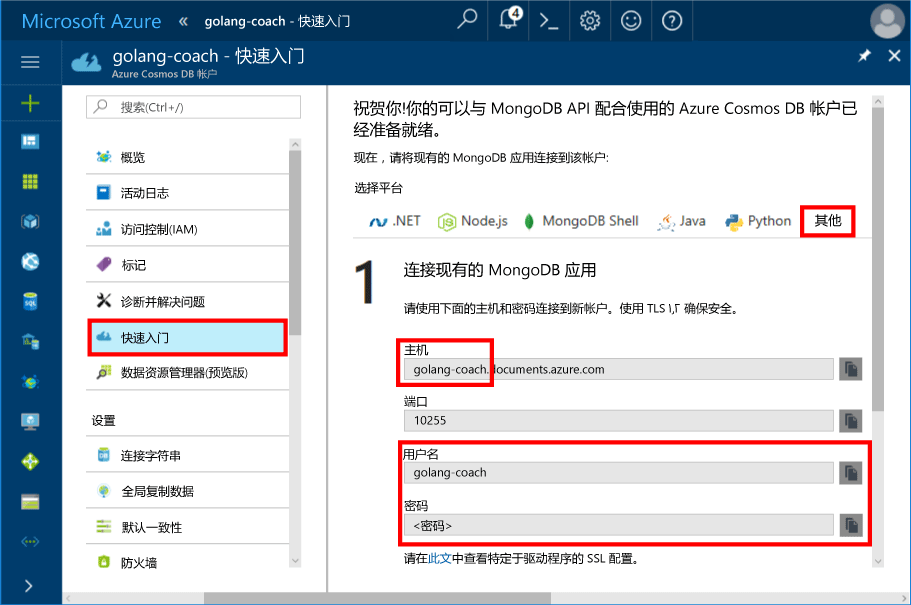 Microsoft Azure « golang-coach - 快速入门
4
golang-coach - 快速入门
Azure Cosmos DB 帐户
搜索(Ctrl+/)
概览
活动日志
访问控制(IAM)
标记
诊断并解决问题
快速入门
数据资源管理器(预览版)
设置
连接字符串
全局复制数据
默认一致性
防火墙
祝贺你!你的可以与 MongoDB API 配合使用的 Azure Cosmos DB 帐户已
经准备就绪。
现在，请将现有的 MongoDB 应用连接到该帐户:
选择平台
.NET Node.js MongoDB Shell Java Python 其他
1 连接现有的 MongoDB 应用
请使用下面的主机和密码连接到新帐户。使用 TLS ١,٢ 确保安全。
主机
golang-coach.documents.azure.com
端口
10255
用户名
golang-coach
密码
<密码>
请在此文中查看特定于驱动程序的 SSL 配置。